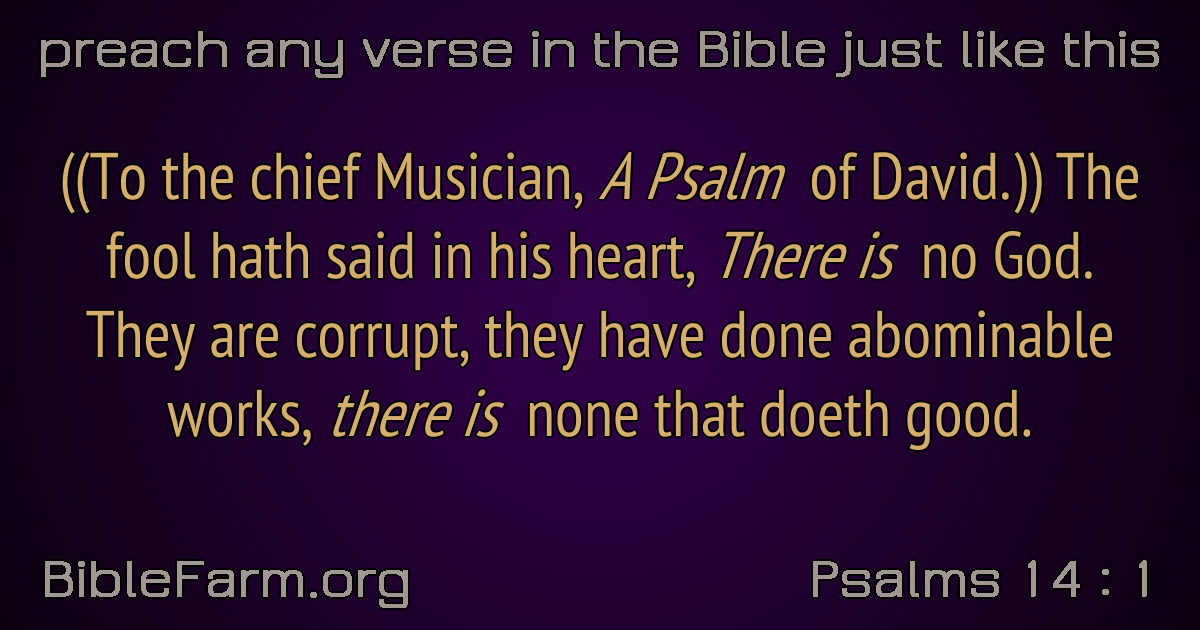 preach any verse in the Bible just like this
((To the chief Musician, A Psalm of David.)) The
fool hath said in his heart, There is no God.
They are corrupt, they have done abominable
works, there is none that doeth good.
BibleFarm.org
Psalms 14 : 1